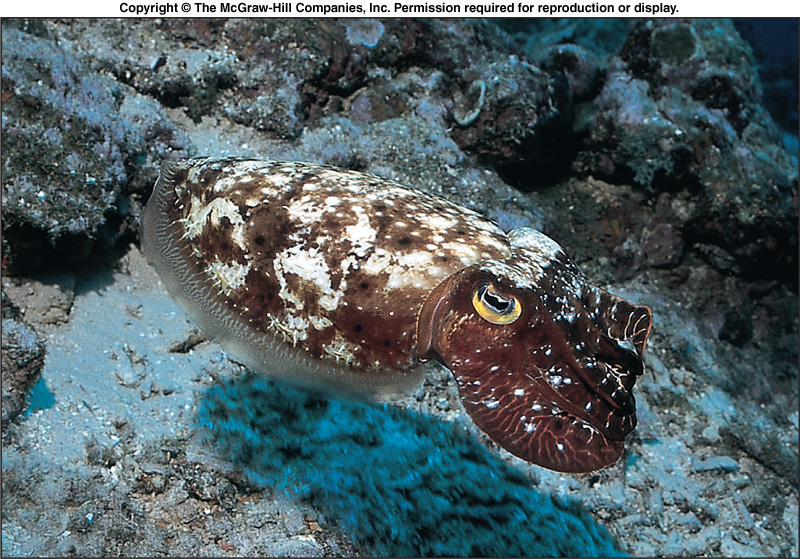 Copyright © The McGraw-Hill Companies, Inc. Permission required for reproduction or display.